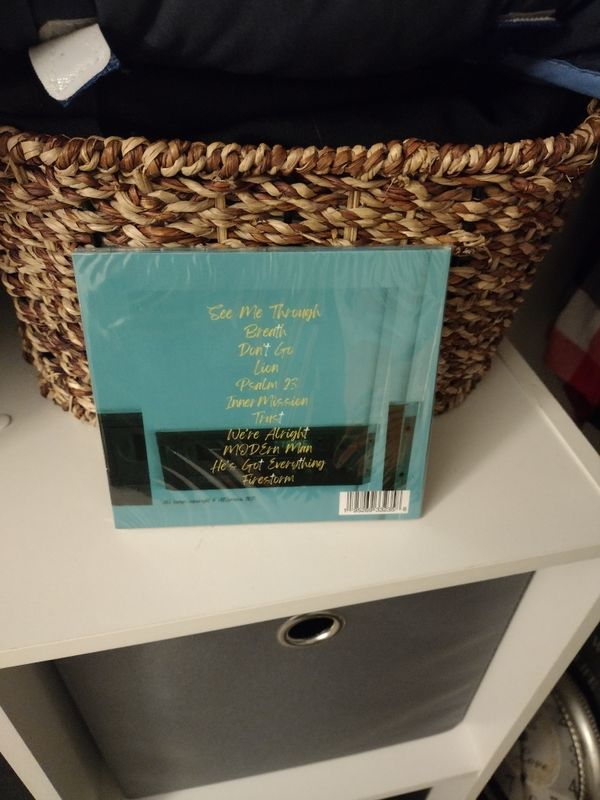 See Me Through
Breath
Don't Go
Lion
Psalm 23
InnerMission
Trust
We're Alright
MODErn Man
He's Got Everything
Firestorm